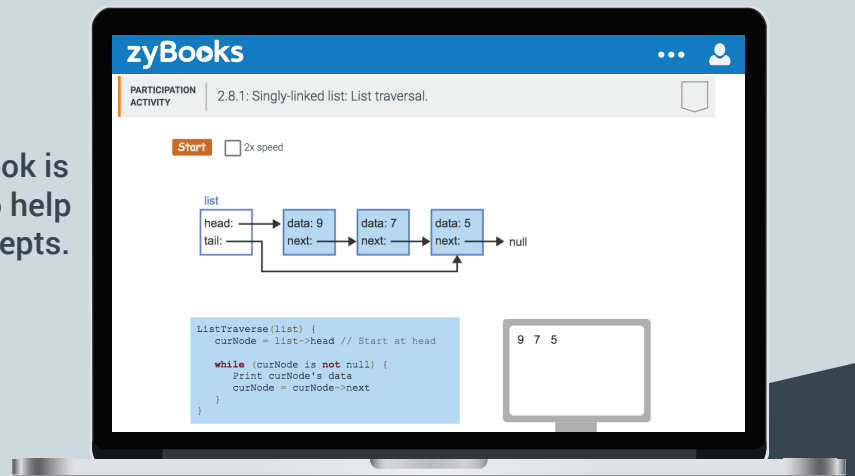 zyBooks
PARTICIPATION
ACTIVITY
2.8.1: Singly-linked list: List traversal.
Start
2x speed
ok is
help
epts.
list
head:
tail:
data: 9
next:
data: 7
next:
data: 5
next:
null
ListTraverse(list) {
curNode = list->head // Start at head
while (curNode is not null) {
Print curNode's data
curNode = curNode->next
}
}
9 7 5